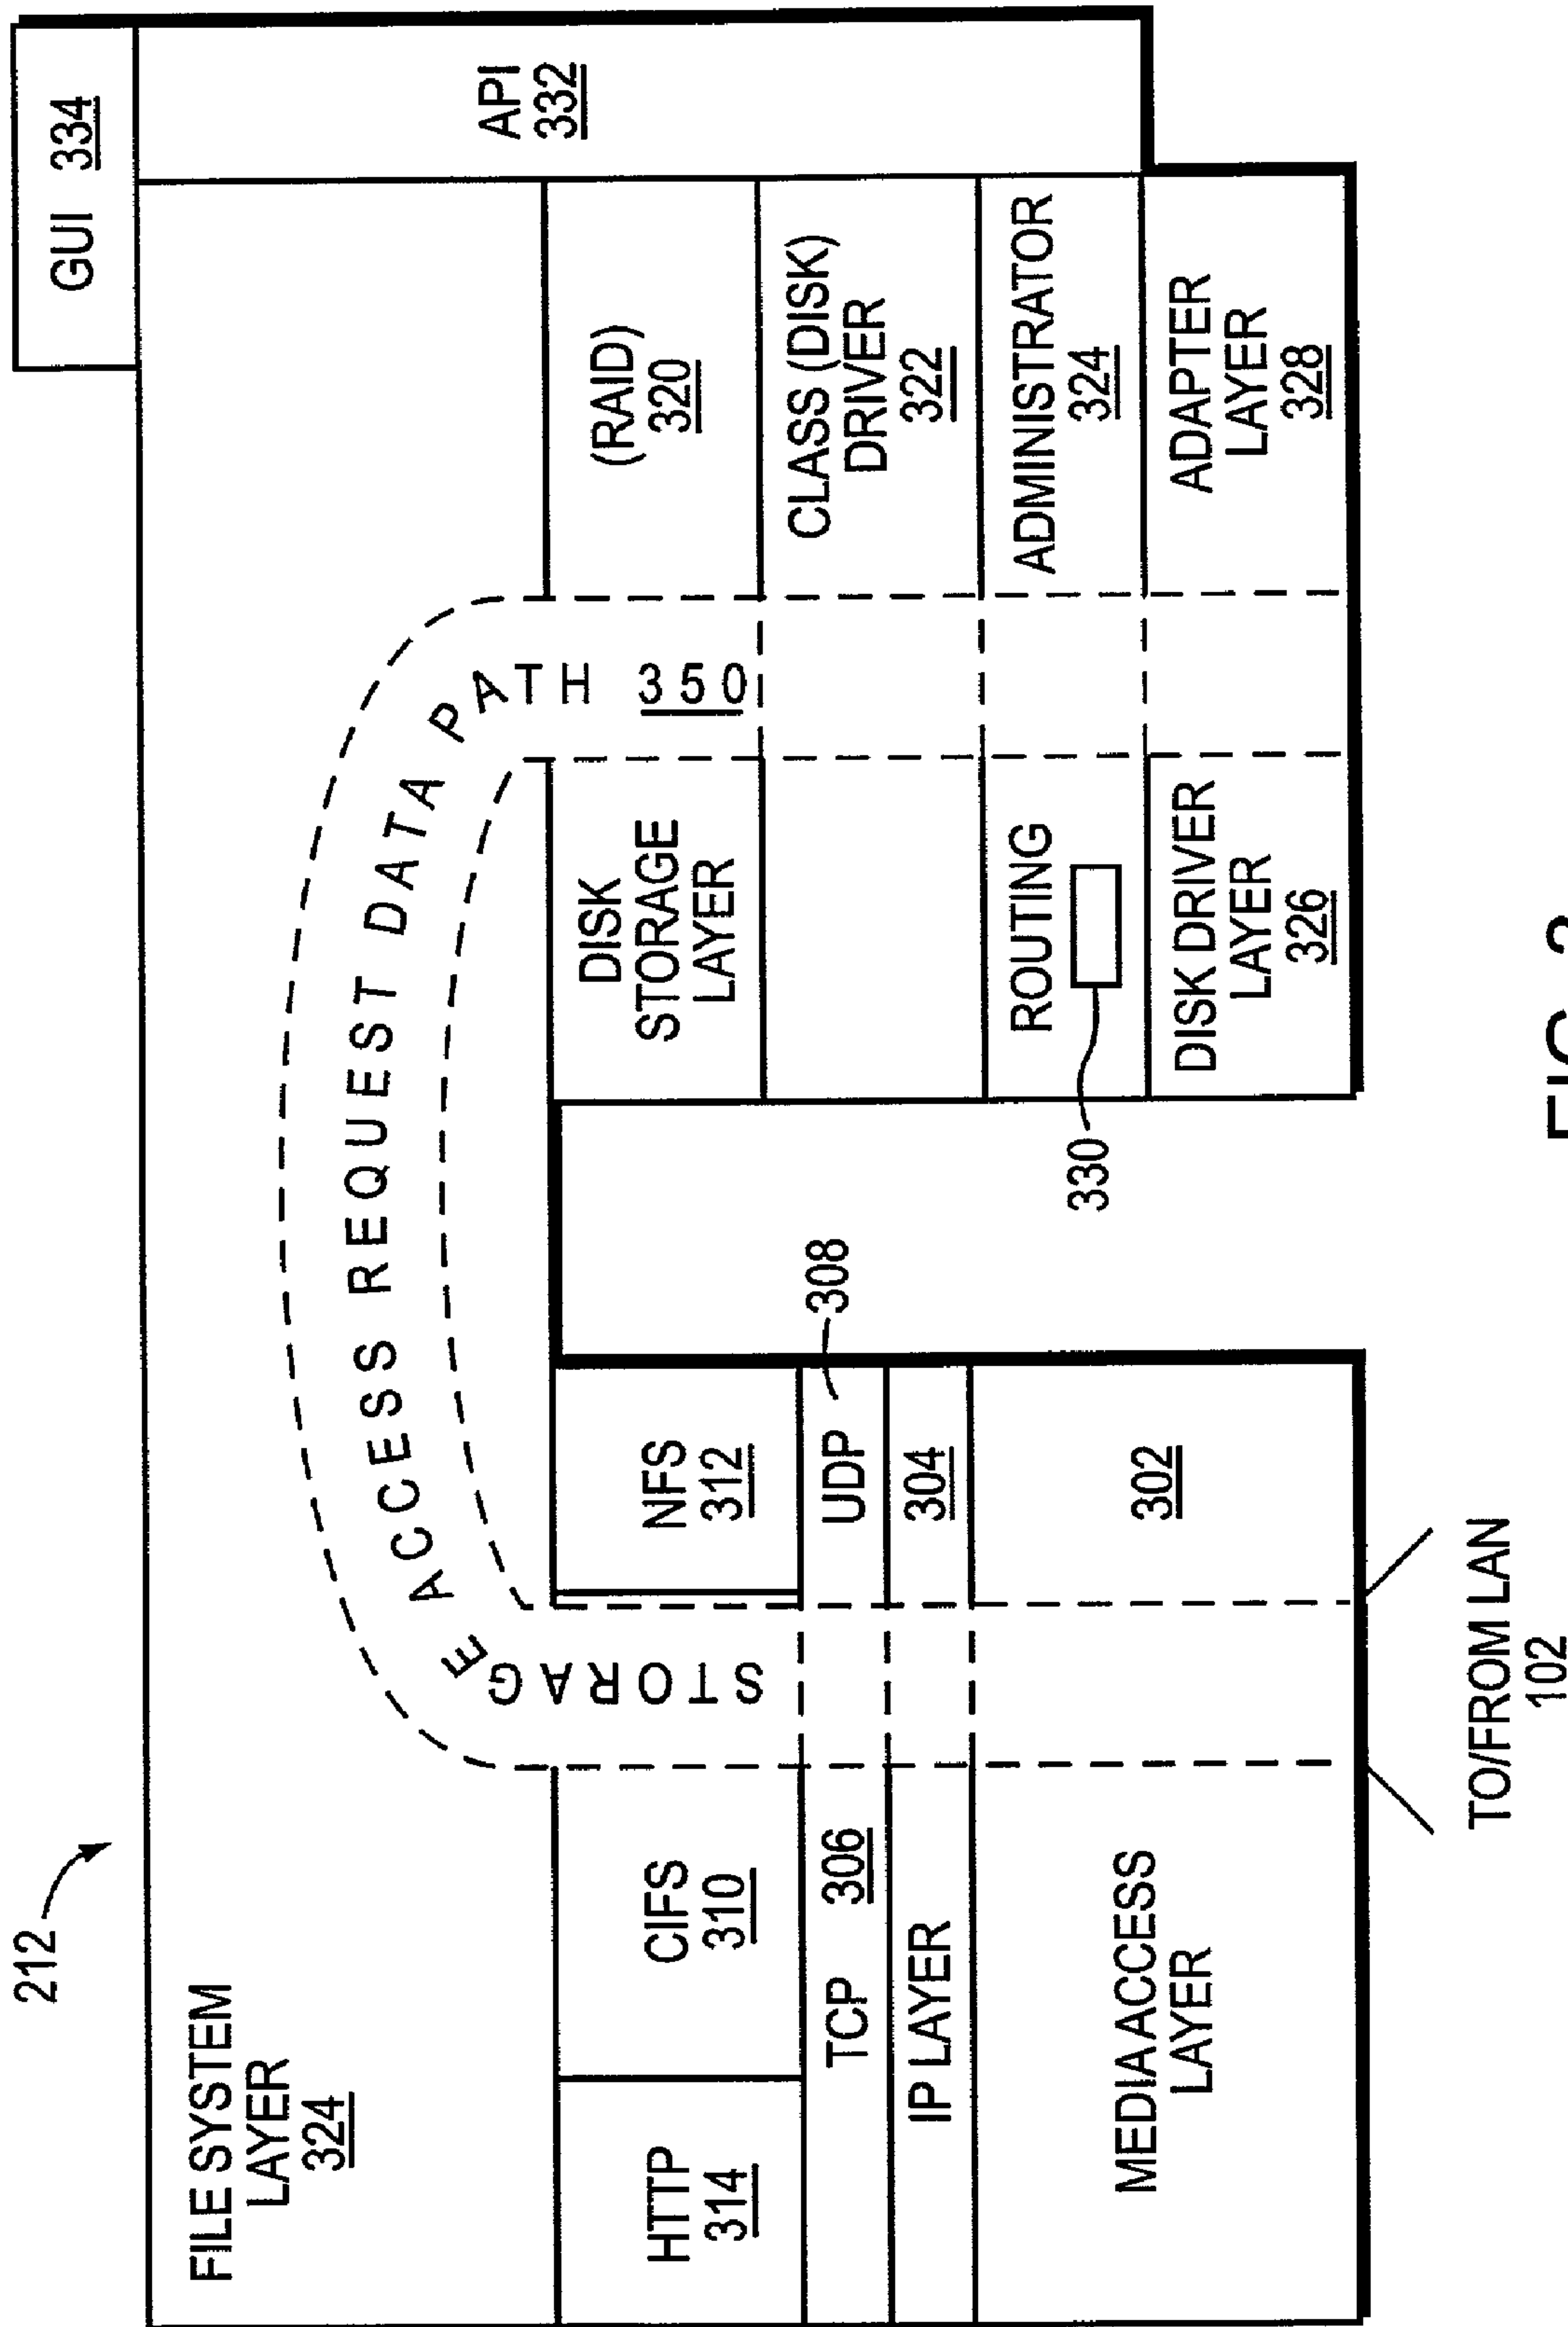 212
GUI 334
FILE SYSTEM
LAYER
324
API
332
STORAGE ACCESS REQUEST DATA PATH 350
HTTP
314
CIFS
310
NFS
312
TCP 306
UDP
308
IP LAYER
304
MEDIA ACCESS
LAYER
302
TO/FROM LAN
102
DISK
STORAGE
LAYER
(RAID)
320
CLASS (DISK)
DRIVER
322
ROUTING
330
ADMINISTRATOR
324
DISK DRIVER
LAYER
326
ADAPTER
LAYER
328
FIG.